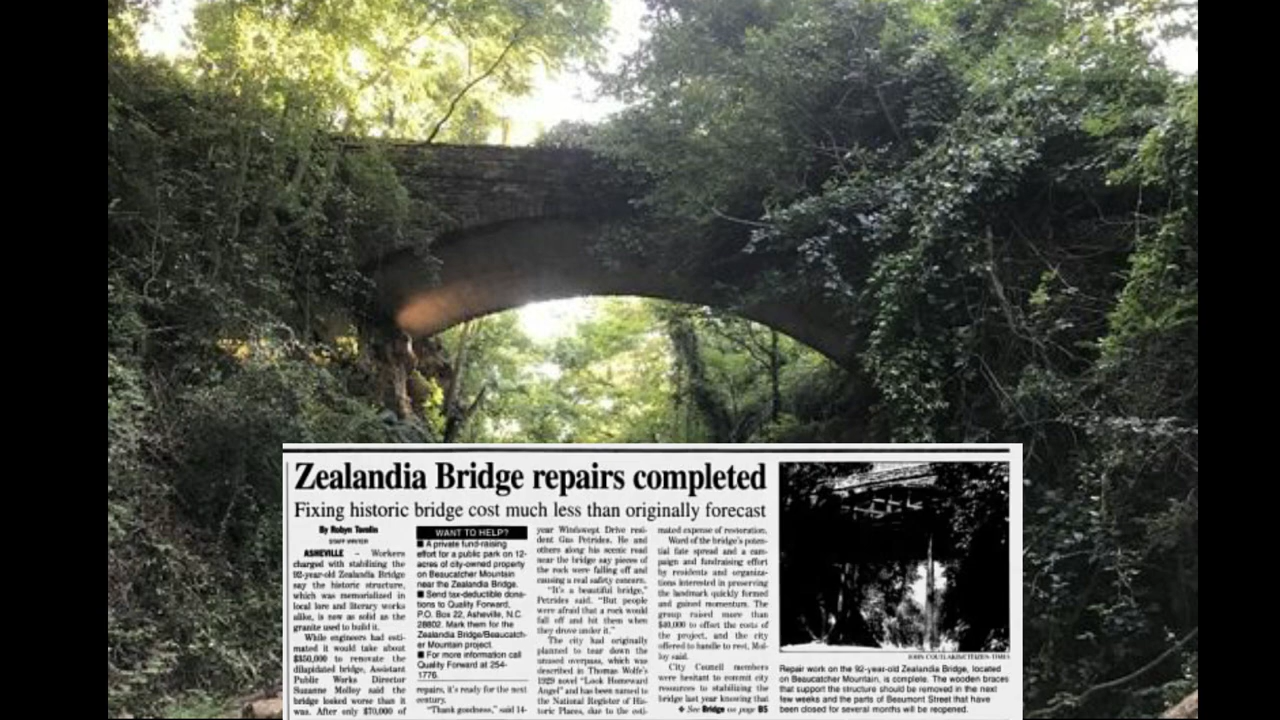 Zealandia Bridge repairs completed
Fixing historic bridge cost much less than originally forecast
By Robyn Tomlin
STAFF WRITER
ASHEVILLE – Workers
charged with stabilizing the
92-year-old Zealandia Bridge
say the historic structure,
which was memorialized in
local lore and literary works
alike, is now as solid as the
granite used to build it.
While engineers had esti-
mated it would take about
$350,000 to renovate the
dilapidated bridge, Assistant
Public Works Director
Suzanne Molloy said the
bridge looked worse than it
was. After only $70,000 of
WANT TO HELP?
■ A private fund-raising
effort for a public park on 12-
acres of city-owned property
on Beaucatcher Mountain
near the Zealandia Bridge.
■ Send tax-deductible dona-
tions to Quality Forward,
P.O. Box 22, Asheville, N.C.
28802. Mark them for the
Zealandia Bridge/Beaucatch-
er Mountain project.
■ For more information call
Quality Forward at 254-
1776.
repairs, it's ready for the next
century.
"Thank goodness," said 14-
year Windswept Drive resi-
dent Gus Petrides. He and
others along his scenic road
near the bridge say pieces of
the rock were falling off and
causing a real safety concern.
"It's a beautiful bridge,"
Petrides said. "But people
were afraid that a rock would
fall off and hit them when
they drove under it."
The city had originally
planned to tear down the
unused overpass, which was
described in Thomas Wolfe's
1929 novel "Look Homeward
Angel" and has been named to
the National Register of His-
toric Places, due to the esti-
mated expense of restoration.
Word of the bridge's poten-
tial fate spread and a cam-
paign and fundraising effort
by residents and organiza-
tions interested in preserving
the landmark quickly formed
and gained momentum. The
group raised more than
$40,000 to offset the costs of
the project, and the city
offered to handle to rest, Mol-
loy said.
City Council members
were hesitant to commit city
resources to stabilizing the
bridge last year knowing that
See Bridge on page B5
JOHN COUTLAKIS/CITIZEN-TIMES
Repair work on the 92-year-old Zealandia Bridge, located
on Beaucatcher Mountain, is complete. The wooden braces
that support the structure should be removed in the next
few weeks and the parts of Beaumont Street that have
been closed for several months will be reopened.